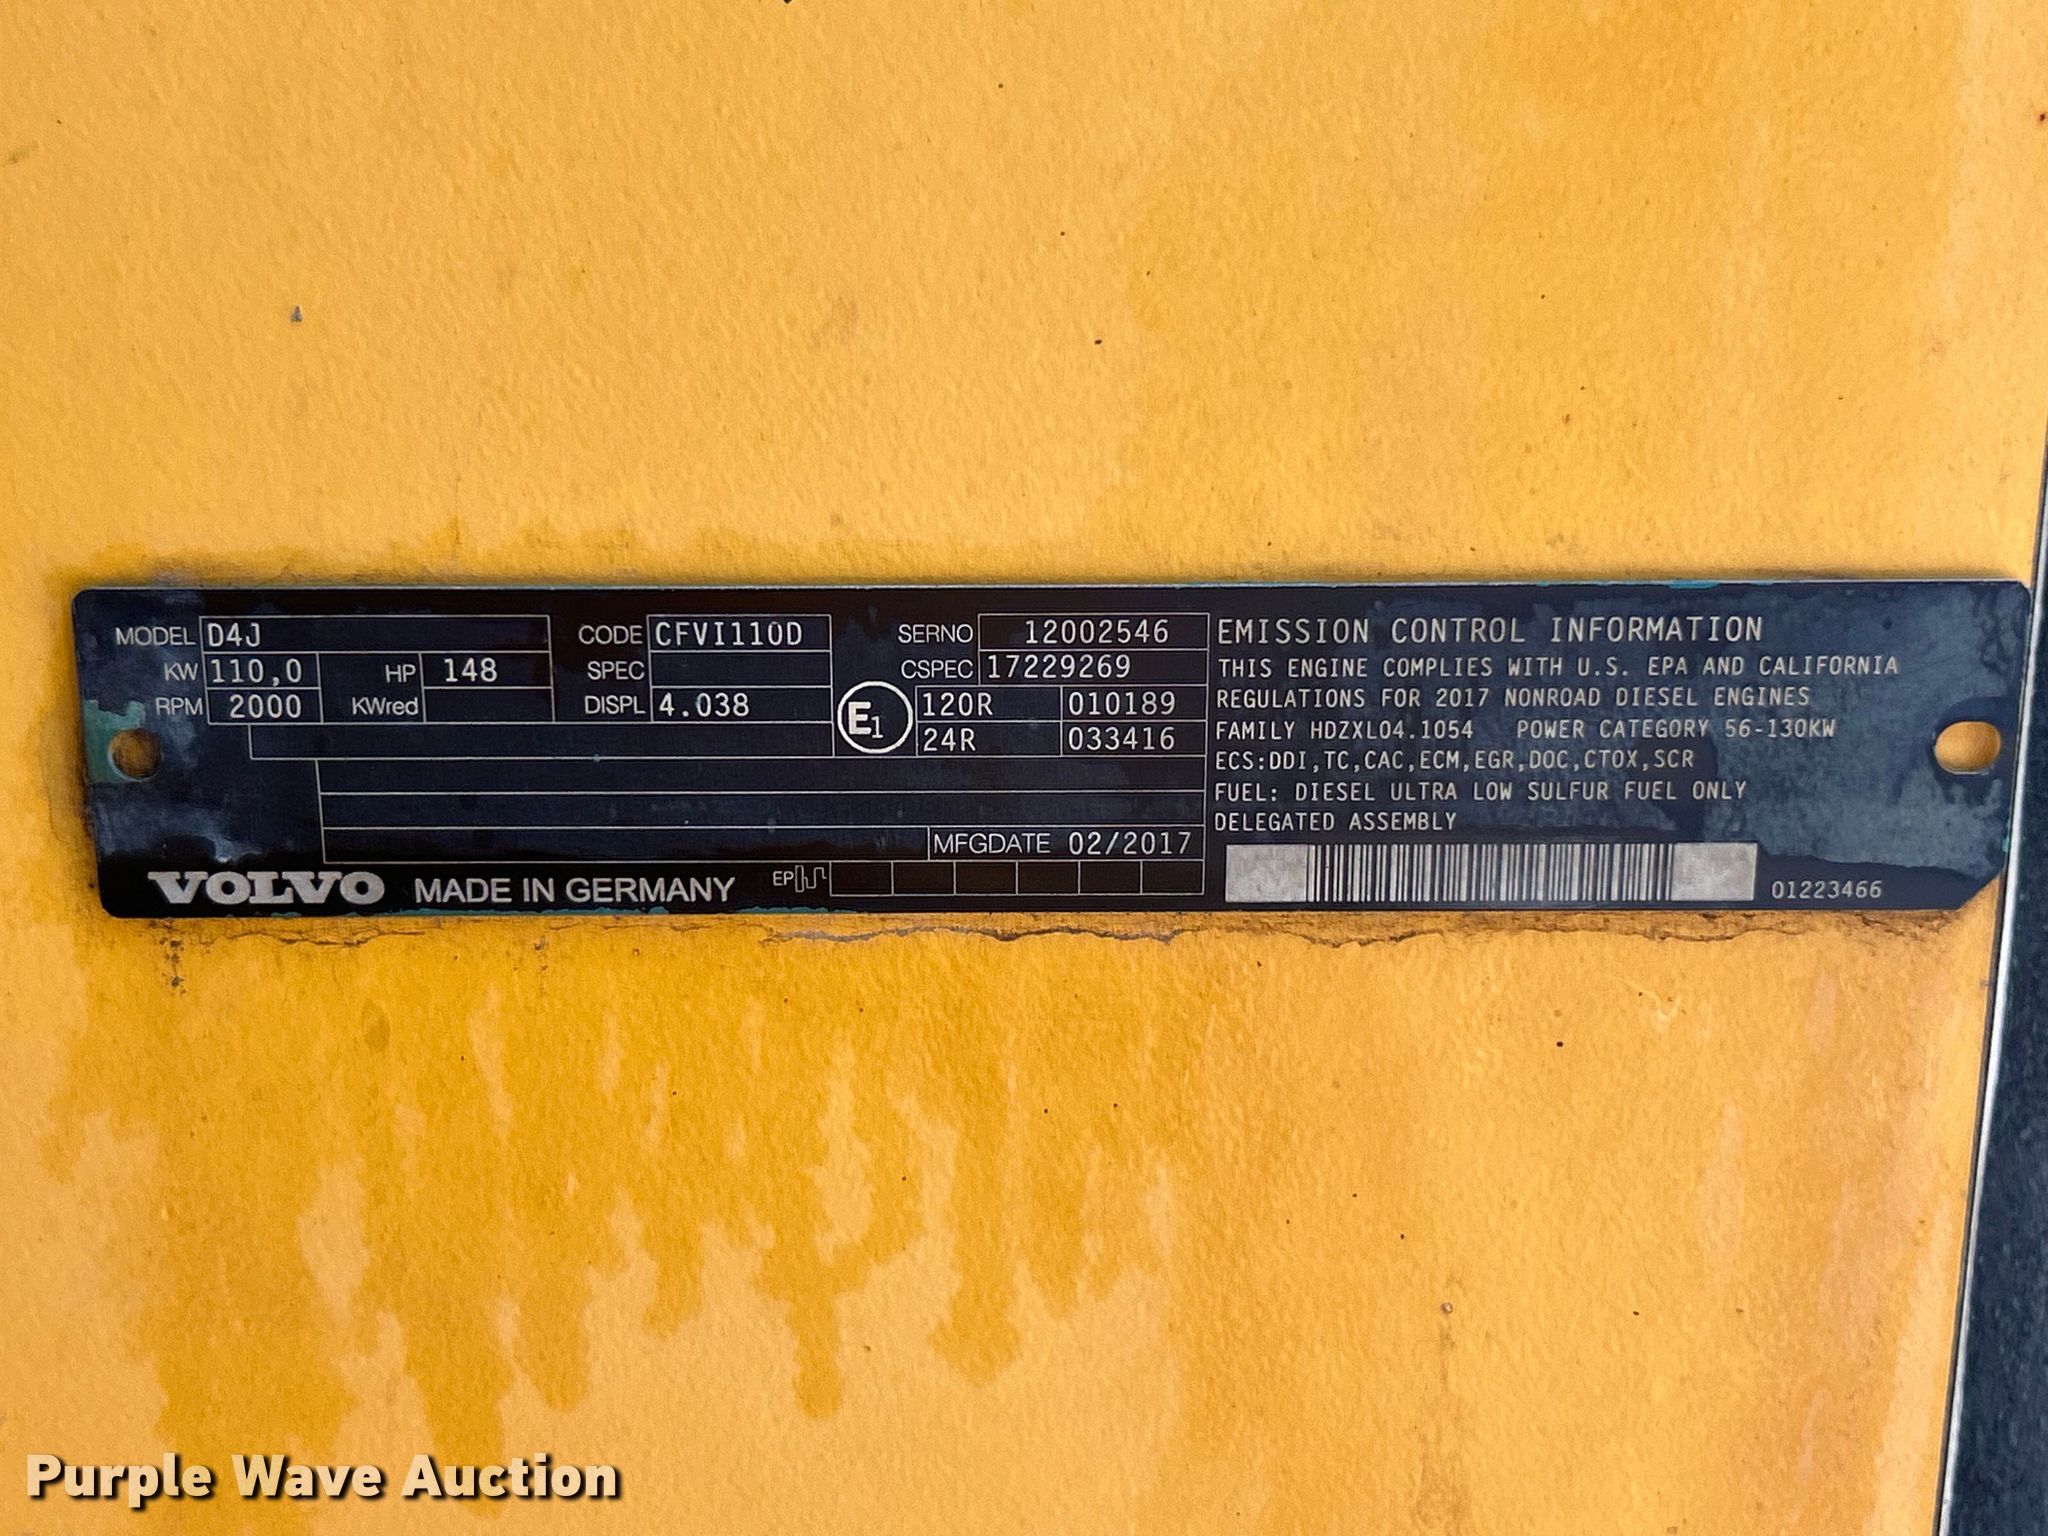 MODEL D4J CODE CFVI110D SERNO 12002546
KW 110,0 HP 148 SPEC CSPEC 17229269
RPM 2000 KWred DISPL 4.038 E1 120R 010189
24R 033416
MFGDATE 02/2017
VOLVO MADE IN GERMANY EP
EMISSION CONTROL INFORMATION
THIS ENGINE COMPLIES WITH U.S. EPA AND CALIFORNIA
REGULATIONS FOR 2017 NONROAD DIESEL ENGINES
FAMILY HDZXL04.1054 POWER CATEGORY 56-130KW
ECS:DDI,TC,CAC,ECM,EGR,DOC,CTOX,SCR
FUEL: DIESEL ULTRA LOW SULFUR FUEL ONLY
DELEGATED ASSEMBLY
01223466
Purple Wave Auction